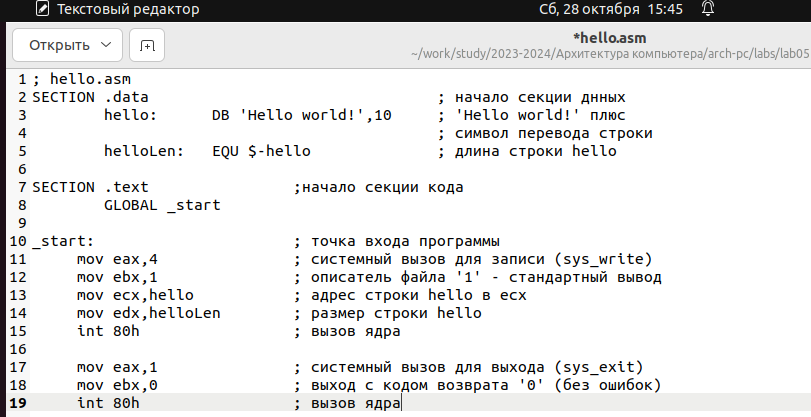 Текстовый редактор Сб, 28 октября 15:45
Открыть *hello.asm
~/work/study/2023-2024/Архитектура компьютера/arch-pc/labs/lab05
1 ; hello.asm
2 SECTION .data ; начало секции днных
3 hello: DB 'Hello world!',10 ; 'Hello world!' плюс
4 ; символ перевода строки
5 helloLen: EQU $-hello ; длина строки hello
6
7 SECTION .text ;начало секции кода
8 GLOBAL _start
9
10 _start: ; точка входа программы
11 mov eax,4 ; системный вызов для записи (sys_write)
12 mov ebx,1 ; описатель файла '1' - стандартный вывод
13 mov ecx,hello ; адрес строки hello в ecx
14 mov edx,helloLen ; размер строки hello
15 int 80h ; вызов ядра
16
17 mov eax,1 ; системный вызов для выхода (sys_exit)
18 mov ebx,0 ; выход с кодом возврата '0' (без ошибок)
19 int 80h ; вызов ядра